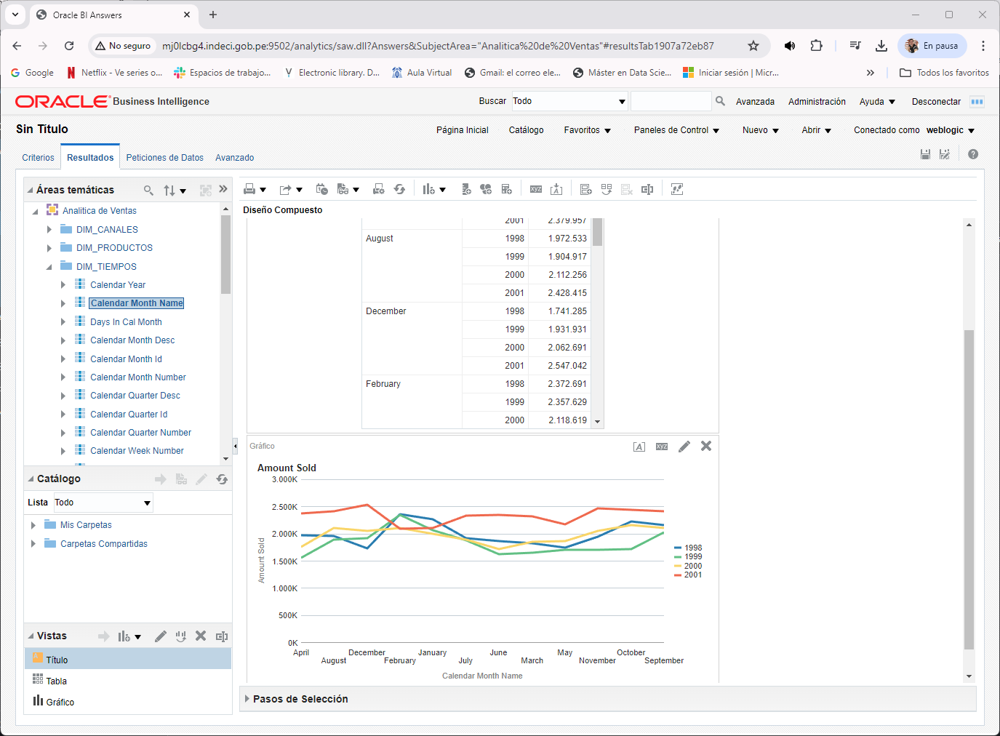 Oracle BI Answers
No seguro
mj0lcbg4.indeci.gob.pe:9502/analytics/saw.dll?Answers&SubjectArea="Analitica%20de%20Ventas"#resultsTab1907a72eb87
En pausa
Google
Netflix - Ve series o...
Espacios de trabajo...
Electronic library. D...
Aula Virtual
Gmail: el correo ele...
Máster en Data Scie...
Iniciar sesión | Micr...
Todos los favoritos
ORACLE Business Intelligence
Buscar Todo
Avanzada
Administración
Ayuda
Desconectar
Sin Título
Página Inicial
Catálogo
Favoritos
Paneles de Control
Nuevo
Abrir
Conectado como weblogic
Criterios
Resultados
Peticiones de Datos
Avanzado
Áreas temáticas
Analitica de Ventas
DIM_CANALES
DIM_PRODUCTOS
DIM_TIEMPOS
Calendar Year
Calendar Month Name
Days In Cal Month
Calendar Month Desc
Calendar Month Id
Calendar Month Number
Calendar Quarter Desc
Calendar Quarter Id
Calendar Quarter Number
Calendar Week Number
Catálogo
Lista Todo
Mis Carpetas
Carpetas Compartidas
Vistas
Título
Tabla
Gráfico
xyz
Diseño Compuesto
2001 2.379.957
August 1998 1.972.533
1999 1.904.917
2000 2.112.256
2001 2.428.415
December 1998 1.741.285
1999 1.931.931
2000 2.062.691
2001 2.547.042
February 1998 2.372.691
1999 2.357.629
2000 2.118.619
Gráfico
A
xyz
Amount Sold
3.000K
2.500K
2.000K
1.500K
1.000K
500K
0K
Amount Sold
April
August
December
February
January
July
June
March
May
November
October
September
Calendar Month Name
1998
1999
2000
2001
Pasos de Selección